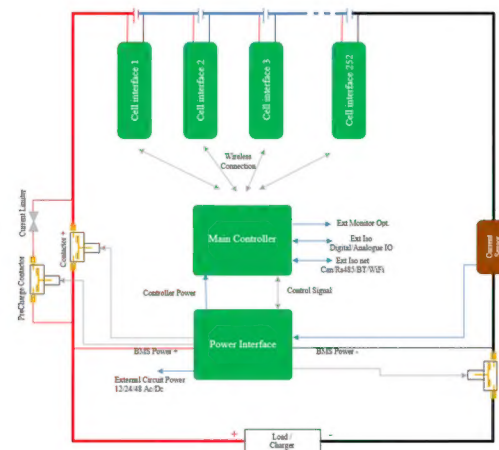 Cell interface 1
Cell interface 2
Cell interface 3
Cell interface 252
Wireless
Connection
Current Limiter
Contactor +
PreCharge Contactor
Main Controller
Ext Monitor Opt.
Ext Iso
Digital/Analogue IO
Ext Iso net
Can/Rs485/BT/WiFi
Current
Sensor
Controller Power
Control Signal
Power Interface
BMS Power +
BMS Power -
External Circuit Power
12/24/48 Ac/Dc
+
-
Load /
Charger